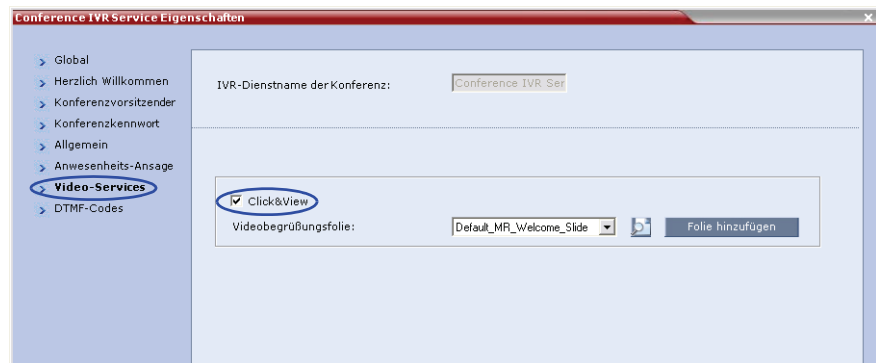 Conference IVR Service Eigenschaften
Global
Herzlich Willkommen
Konferenzvorsitzender
Konferenzkennwort
Allgemein
Anwesenheits-Ansage
Video-Services
DTMF-Codes
IVR-Dienstname der Konferenz: Conference IVR Ser
Click&View
Videobegrüßungsfolie: Default_MR_Welcome_Slide Folie hinzufügen